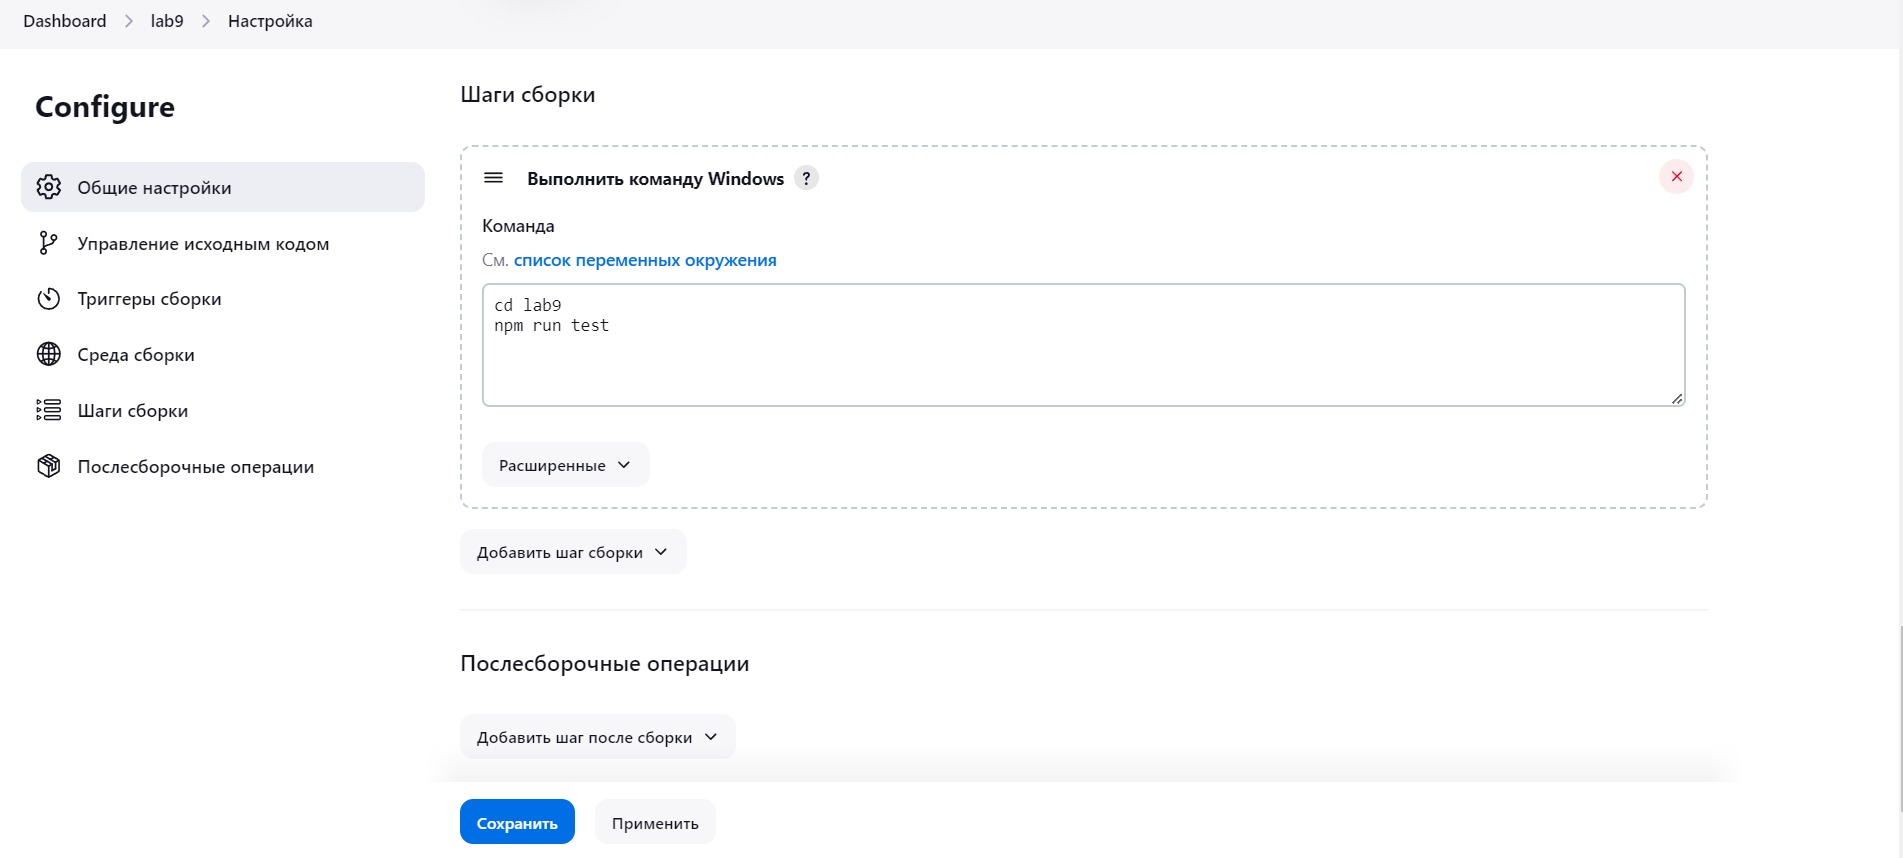 Dashboard > lab9 > Настройка
Configure
Общие настройки
Управление исходным кодом
Триггеры сборки
Среда сборки
Шаги сборки
Послесборочные операции
Шаги сборки
Выполнить команду Windows ?
Команда
См. список переменных окружения
cd lab9
npm run test
Расширенные
Добавить шаг сборки
Послесборочные операции
Добавить шаг после сборки
Сохранить
Применить